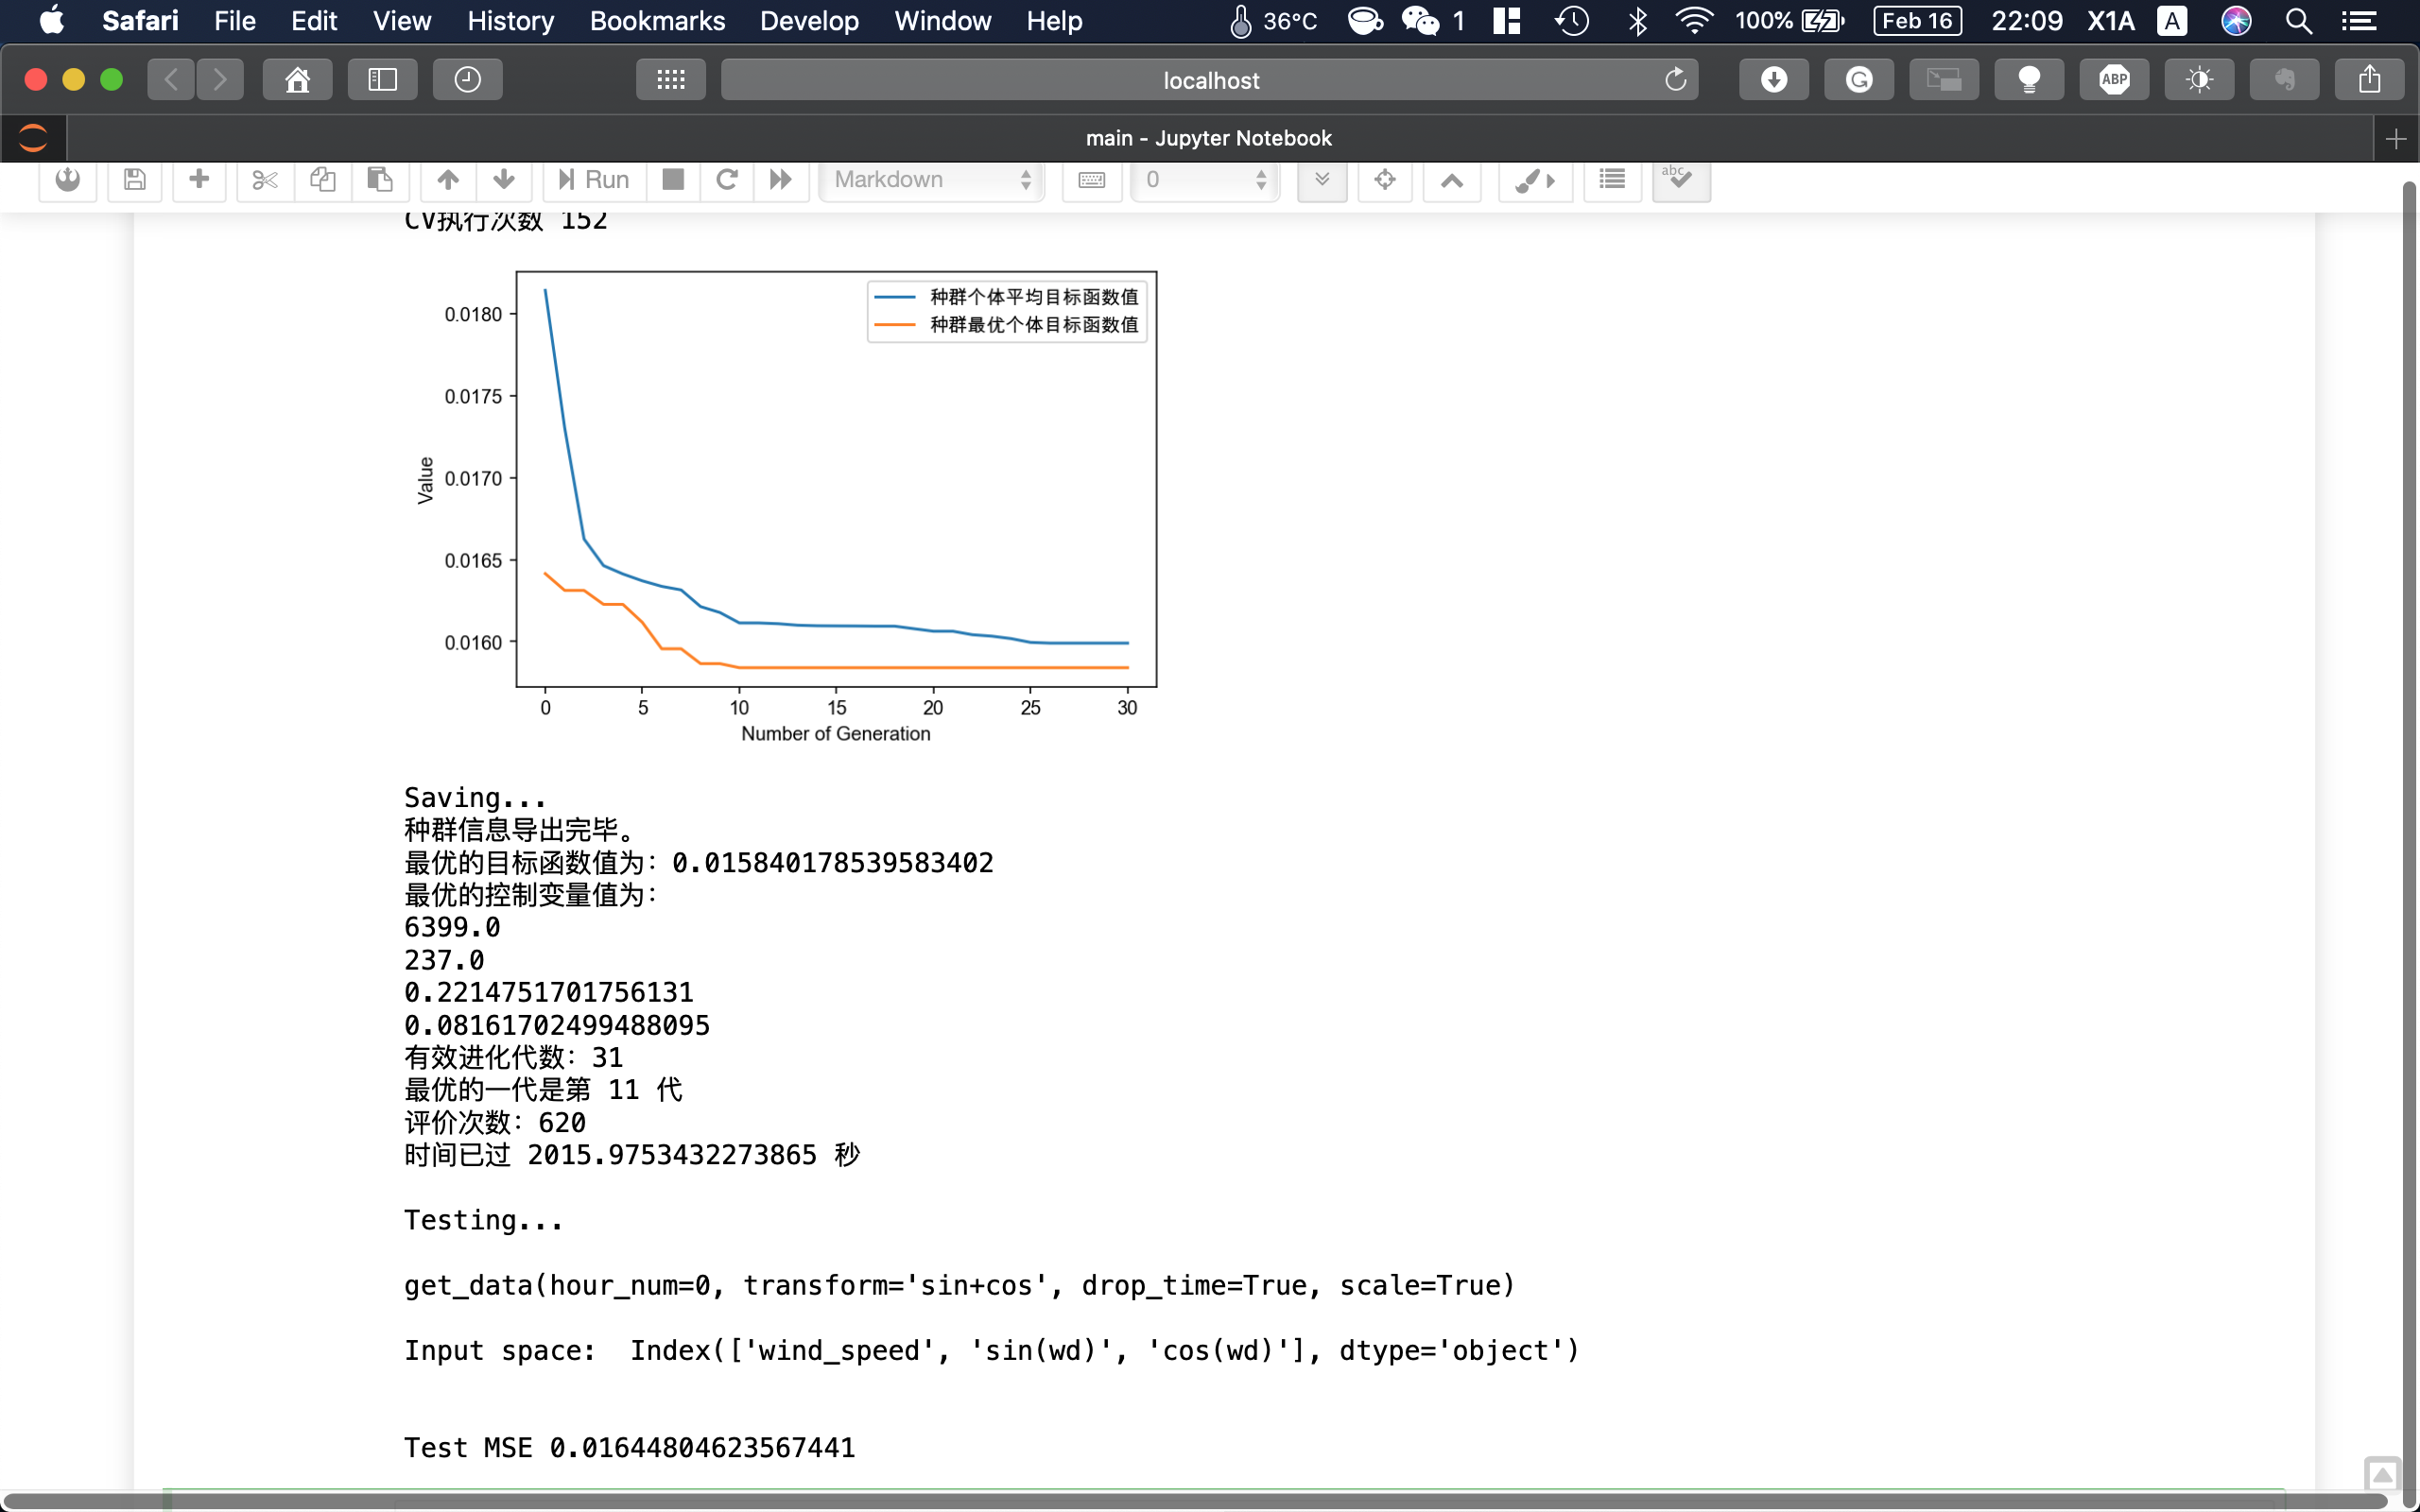 Safari File Edit View History Bookmarks Develop Window Help 36°C 1 100% Feb 16 22:09 X1A A
localhost
G
ABP
main - Jupyter Notebook
Run
Markdown
0
abc
CV执行次数 152
种群个体平均目标函数值
种群最优个体目标函数值
0.0180
0.0175
0.0170
0.0165
0.0160
Value
0 5 10 15 20 25 30
Number of Generation
Saving...
种群信息导出完毕。
最优的目标函数值为：0.015840178539583402
最优的控制变量值为：
6399.0
237.0
0.2214751701756131
0.08161702499488095
有效进化代数：31
最优的一代是第 11 代
评价次数：620
时间已过 2015.9753432273865 秒
Testing...
get_data(hour_num=0, transform='sin+cos', drop_time=True, scale=True)
Input space:  Index(['wind_speed', 'sin(wd)', 'cos(wd)'], dtype='object')
Test MSE 0.01644804623567441